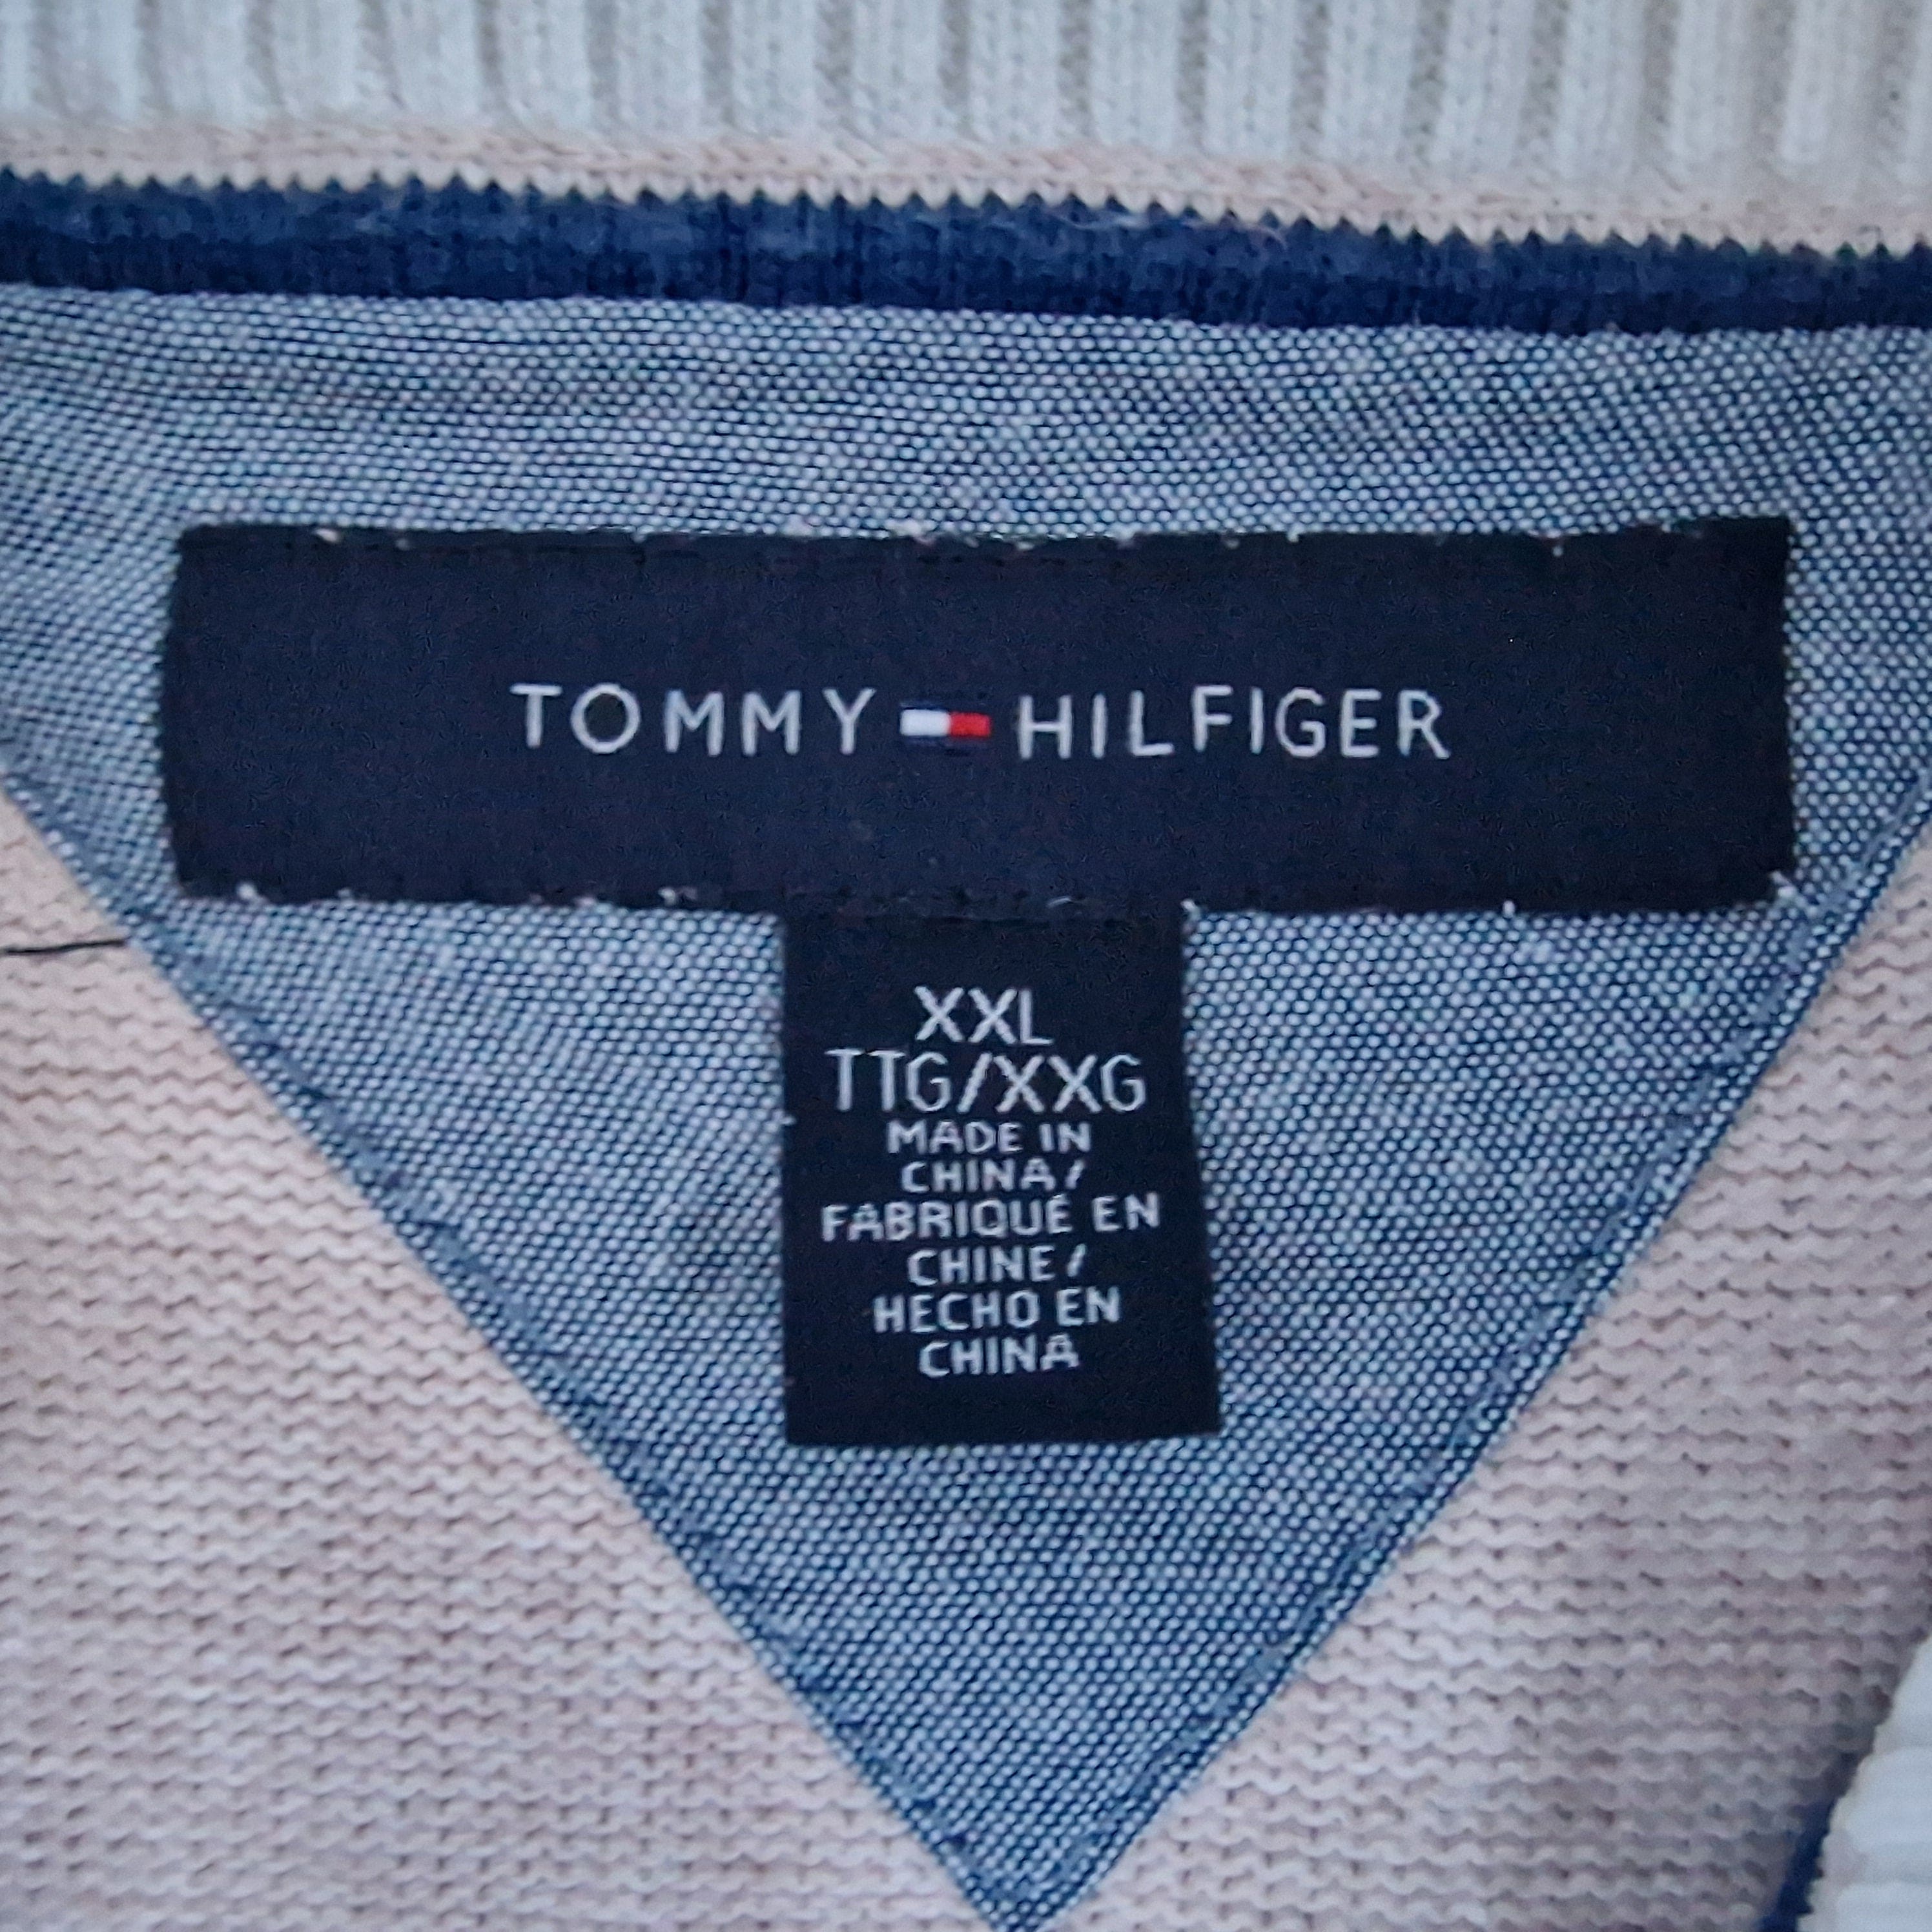 TOMMY HILFIGER
XXL
TTG/XXG
MADE IN
CHINA/
FABRIQUÉ EN
CHINE/
HECHO EN
CHINA